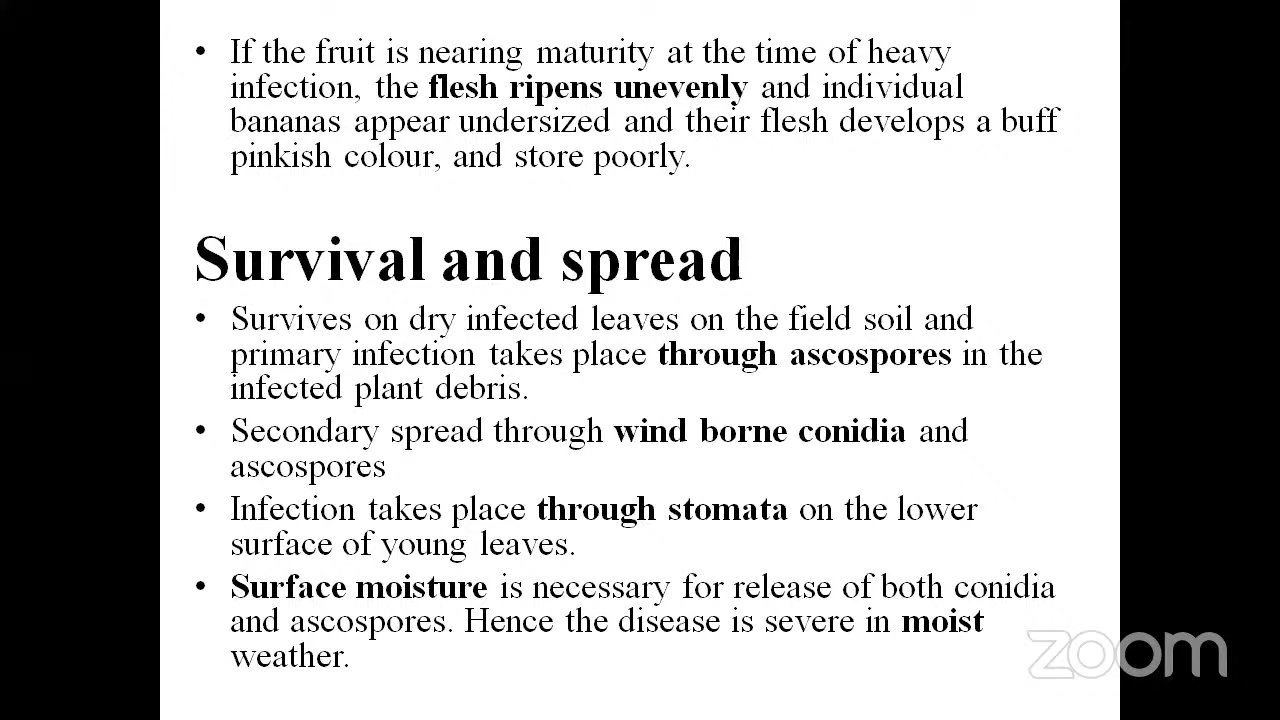 • If the fruit is nearing maturity at the time of heavy
infection, the flesh ripens unevenly and individual
bananas appear undersized and their flesh develops a buff
pinkish colour, and store poorly.
Survival and spread
• Survives on dry infected leaves on the field soil and
primary infection takes place through ascospores in the
infected plant debris.
• Secondary spread through wind borne conidia and
ascospores
• Infection takes place through stomata on the lower
surface of young leaves.
• Surface moisture is necessary for release of both conidia
and ascospores. Hence the disease is severe in moist
weather.
zoom